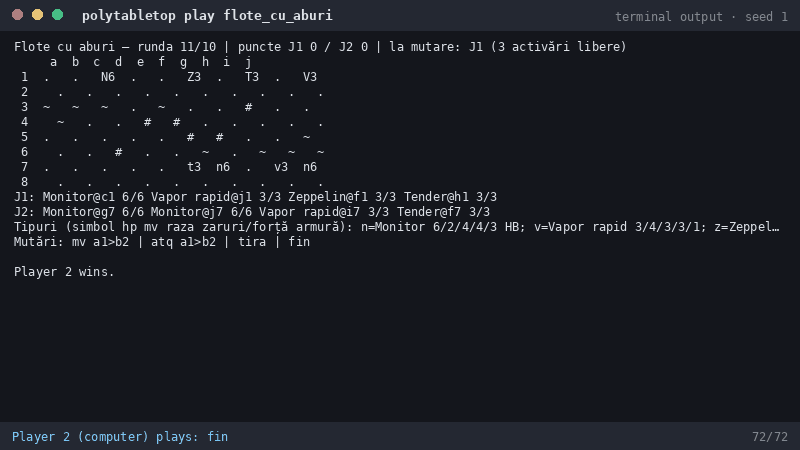 polytabletop play flote_cu_aburi
terminal output · seed 1
Flote cu aburi — runda 11/10 | puncte J1 0 / J2 0 | la mutare: J1 (3 activări libere)
a b c d e f g h i j
1 . . N6 . . Z3 . T3 . V3
2 . . . . . . . . . .
3 ~ ~ ~ . ~ . . # . .
4 ~ . . # # . . . . .
5 . . . . . # # . . ~
6 . . # . . ~ . ~ ~ ~
7 . . . . . t3 n6 . v3 n6
8 . . . . . . . . . .
J1: Monitor@c1 6/6 Vapor rapid@j1 3/3 Zeppelin@f1 3/3 Tender@h1 3/3
J2: Monitor@g7 6/6 Monitor@j7 6/6 Vapor rapid@i7 3/3 Tender@f7 3/3
Tipuri (simbol hp mv raza zaruri/forță armură): n=Monitor 6/2/4/4/3 HB; v=Vapor rapid 3/4/3/3/1; z=Zeppel…
Mutări: mv a1>b2 | atq a1>b2 | tira | fin
Player 2 wins.
Player 2 (computer) plays: fin
72/72